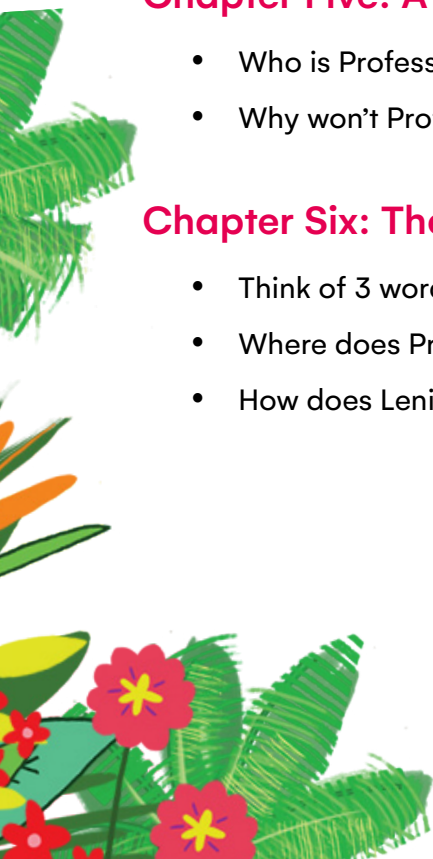 Chapter Five: A
• Who is Profess
• Why won’t Pro
Chapter Six: The
• Think of 3 word
• Where does Pr
• How does Leni